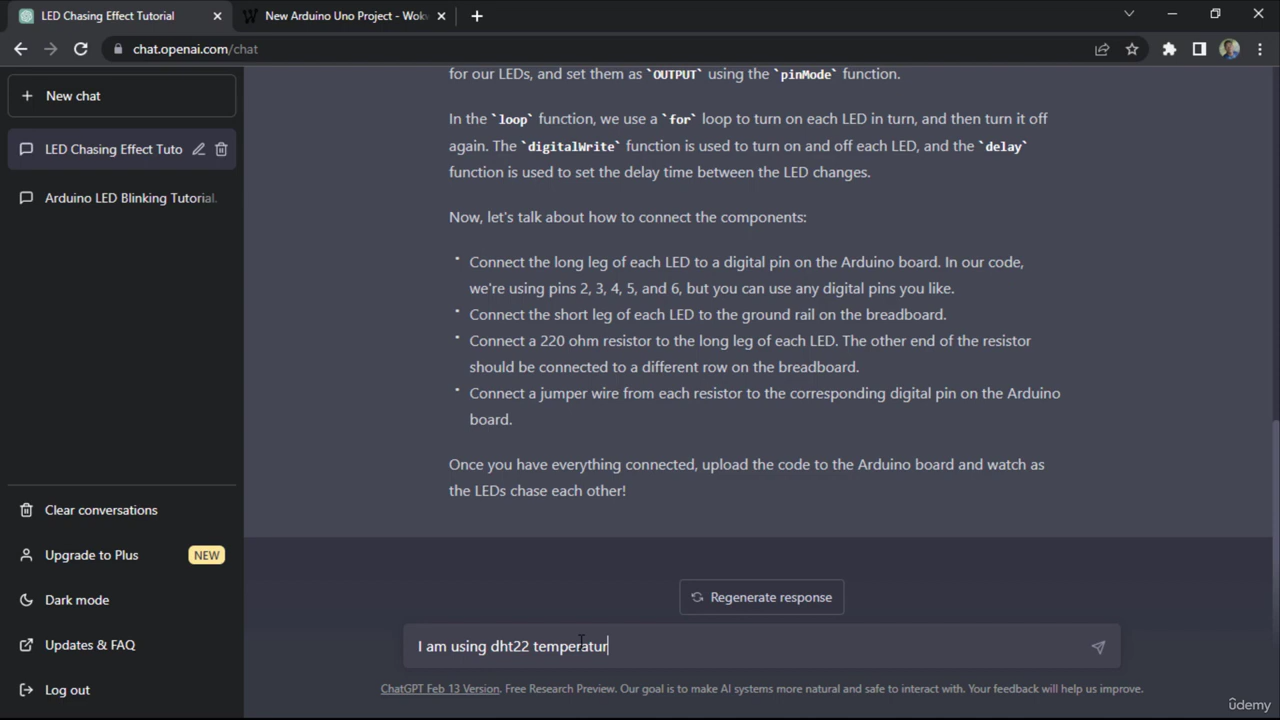 LED Chasing Effect Tutorial
New Arduino Uno Project - Wok
chat.openai.com/chat
New chat
LED Chasing Effect Tuto
Arduino LED Blinking Tutorial.
Clear conversations
Upgrade to Plus NEW
Dark mode
Updates & FAQ
Log out
for our LEDs, and set them as `OUTPUT` using the `pinMode` function.
In the `loop` function, we use a `for` loop to turn on each LED in turn, and then turn it off
again. The `digitalWrite` function is used to turn on and off each LED, and the `delay`
function is used to set the delay time between the LED changes.
Now, let's talk about how to connect the components:
• Connect the long leg of each LED to a digital pin on the Arduino board. In our code,
we're using pins 2, 3, 4, 5, and 6, but you can use any digital pins you like.
• Connect the short leg of each LED to the ground rail on the breadboard.
• Connect a 220 ohm resistor to the long leg of each LED. The other end of the resistor
should be connected to a different row on the breadboard.
• Connect a jumper wire from each resistor to the corresponding digital pin on the Arduino
board.
Once you have everything connected, upload the code to the Arduino board and watch as
the LEDs chase each other!
Regenerate response
I am using dht22 temperatur
ChatGPT Feb 13 Version. Free Research Preview. Our goal is to make AI systems more natural and safe to interact with. Your feedback will help us improve.
ûdemy